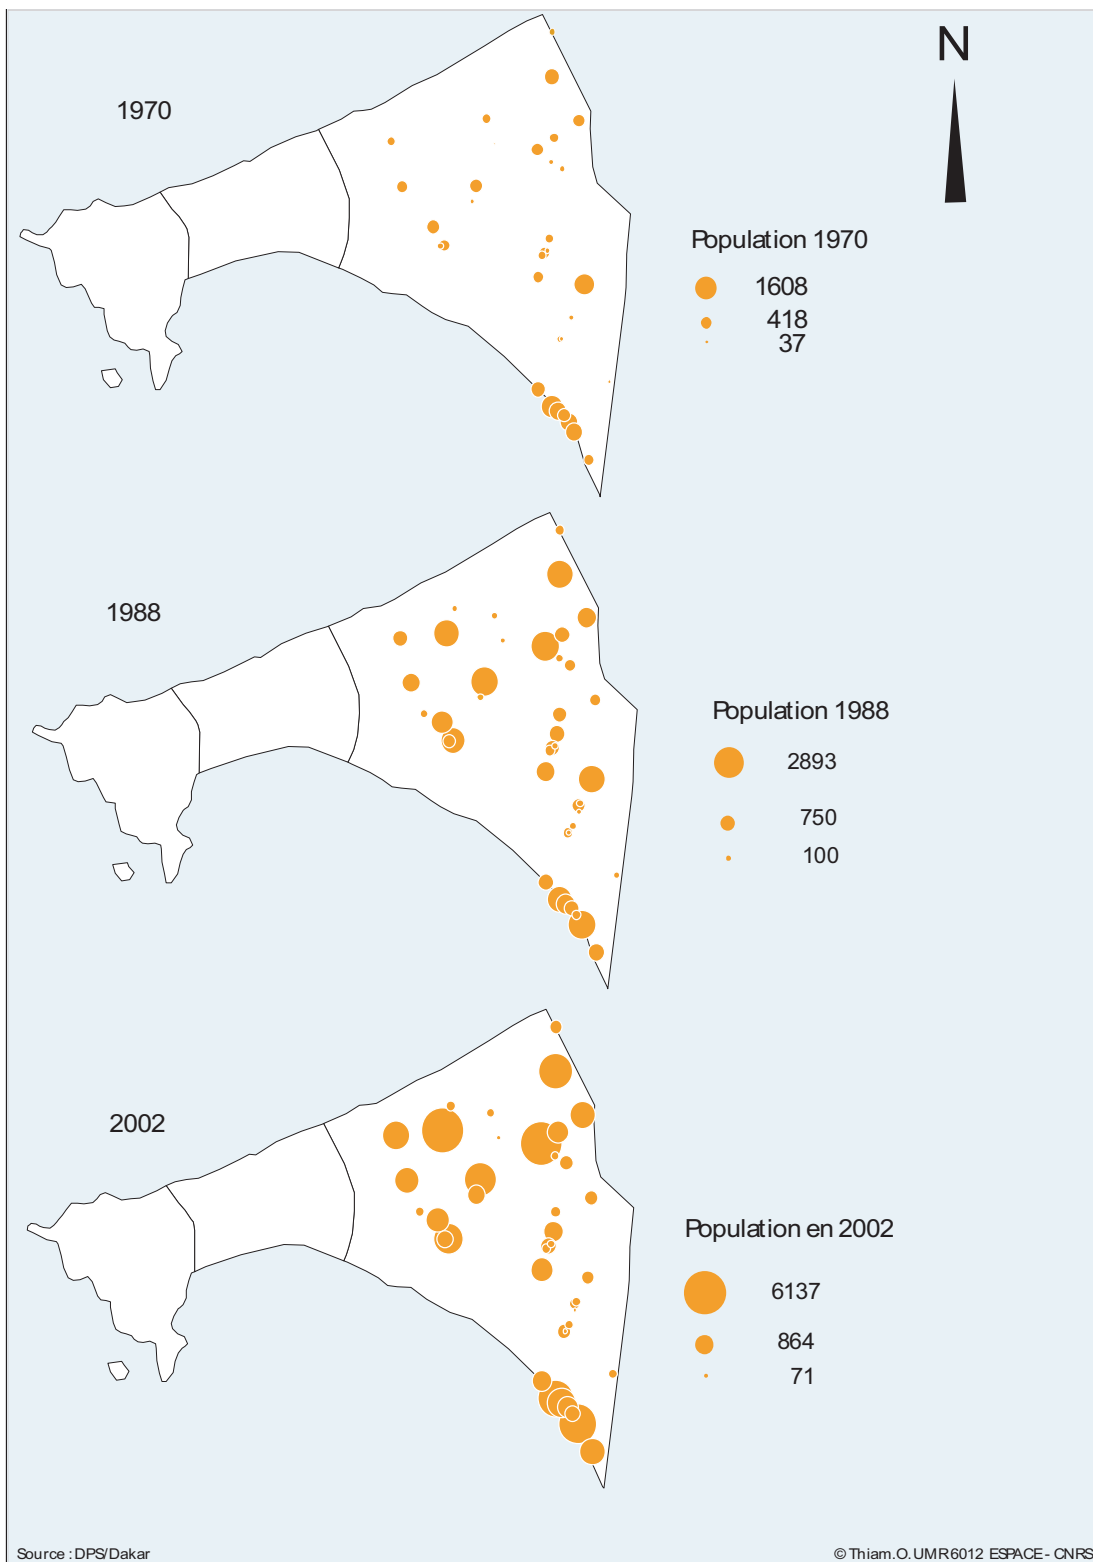 N
1970
Population 1970
1608
418
37
1988
Population 1988
2893
750
100
2002
Population en 2002
6137
864
71
Source : DPS/Dakar
© Thiam.O. UMR 6012 ESPACE - CNRS